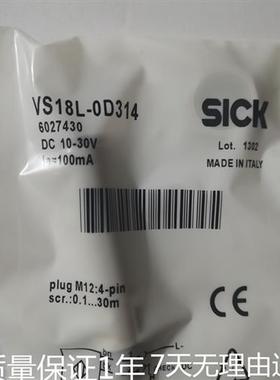 VS18L-0D314
6027430
DC 10-30V
100mA
SICK
Lot. 1302
MADE IN ITALY
plug M12:4-pin
scr.:0.1...30m
L-
质量保证1年 7天无理由